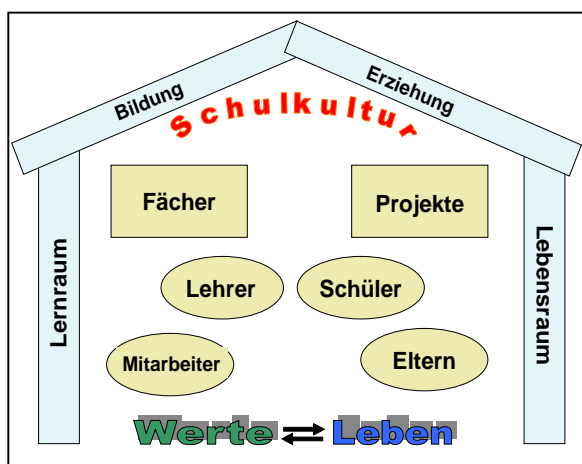 Bildung
Erziehung
Schulkultur
Fächer
Projekte
Lernraum
Lebensraum
Lehrer
Schüler
Mitarbeiter
Eltern
Werte Leben